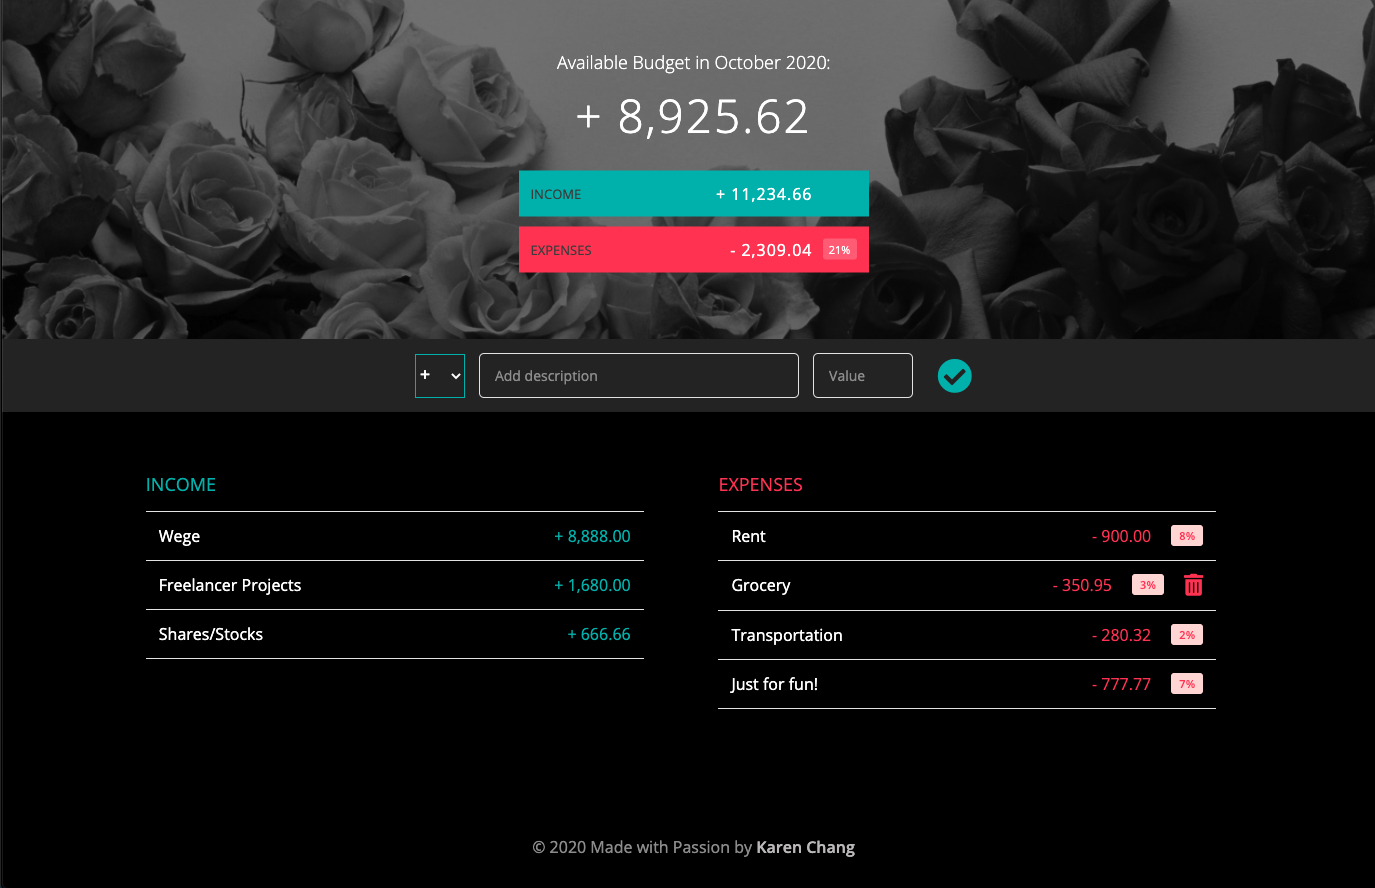 Available Budget in October 2020:
+ 8,925.62
INCOME + 11,234.66
EXPENSES - 2,309.04 21%
+ Add description Value
INCOME
Wege + 8,888.00
Freelancer Projects + 1,680.00
Shares/Stocks + 666.66
EXPENSES
Rent - 900.00 8%
Grocery - 350.95 3%
Transportation - 280.32 2%
Just for fun! - 777.77 7%
© 2020 Made with Passion by Karen Chang